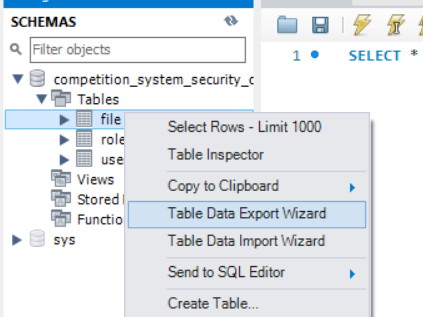 SCHEMAS
Filter objects
competition_system_security_c
Tables
file
role
use
Views
Stored
Functio
sys
1 SELECT *
Select Rows - Limit 1000
Table Inspector
Copy to Clipboard
Table Data Export Wizard
Table Data Import Wizard
Send to SQL Editor
Create Table...